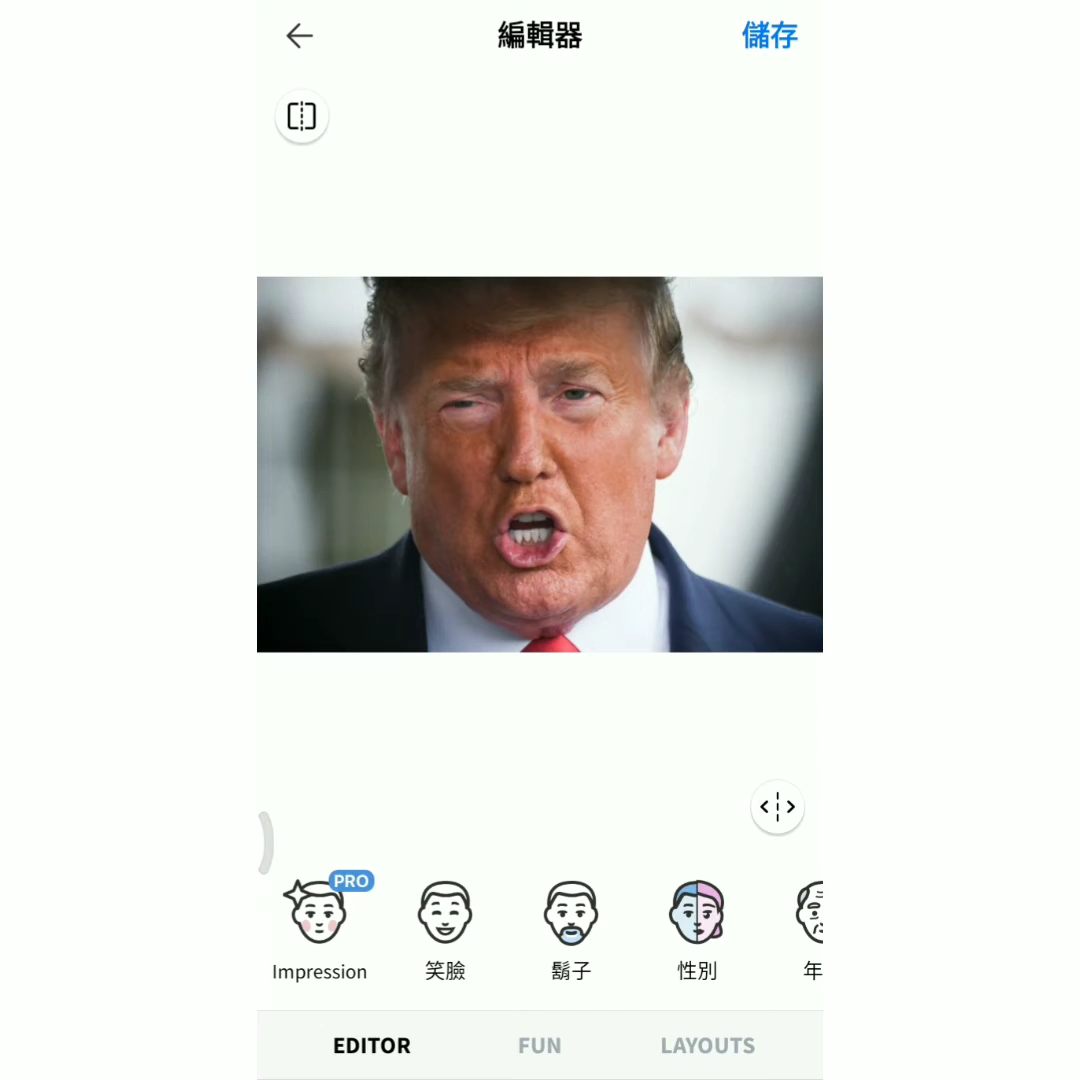 編輯器
儲存
PRO
Impression
笑臉
鬍子
性別
年
EDITOR
FUN
LAYOUTS